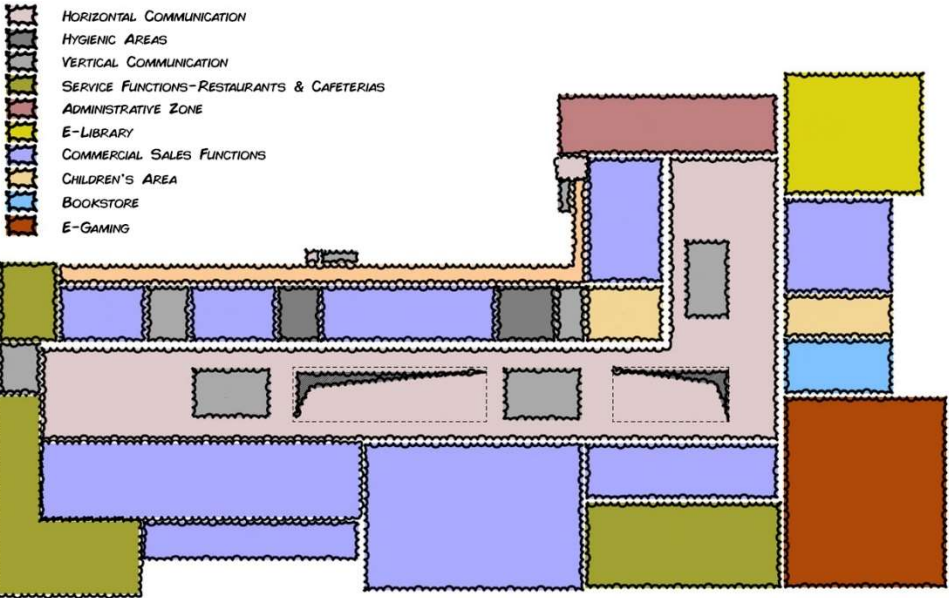 HORIZONTAL COMMUNICATION
HYGIENIC AREAS
VERTICAL COMMUNICATION
SERVICE FUNCTIONS-RESTAURANTS & CAFETERIAS
ADMINISTRATIVE ZONE
E-LIBRARY
COMMERCIAL SALES FUNCTIONS
CHILDREN'S AREA
BOOKSTORE
E-GAMING